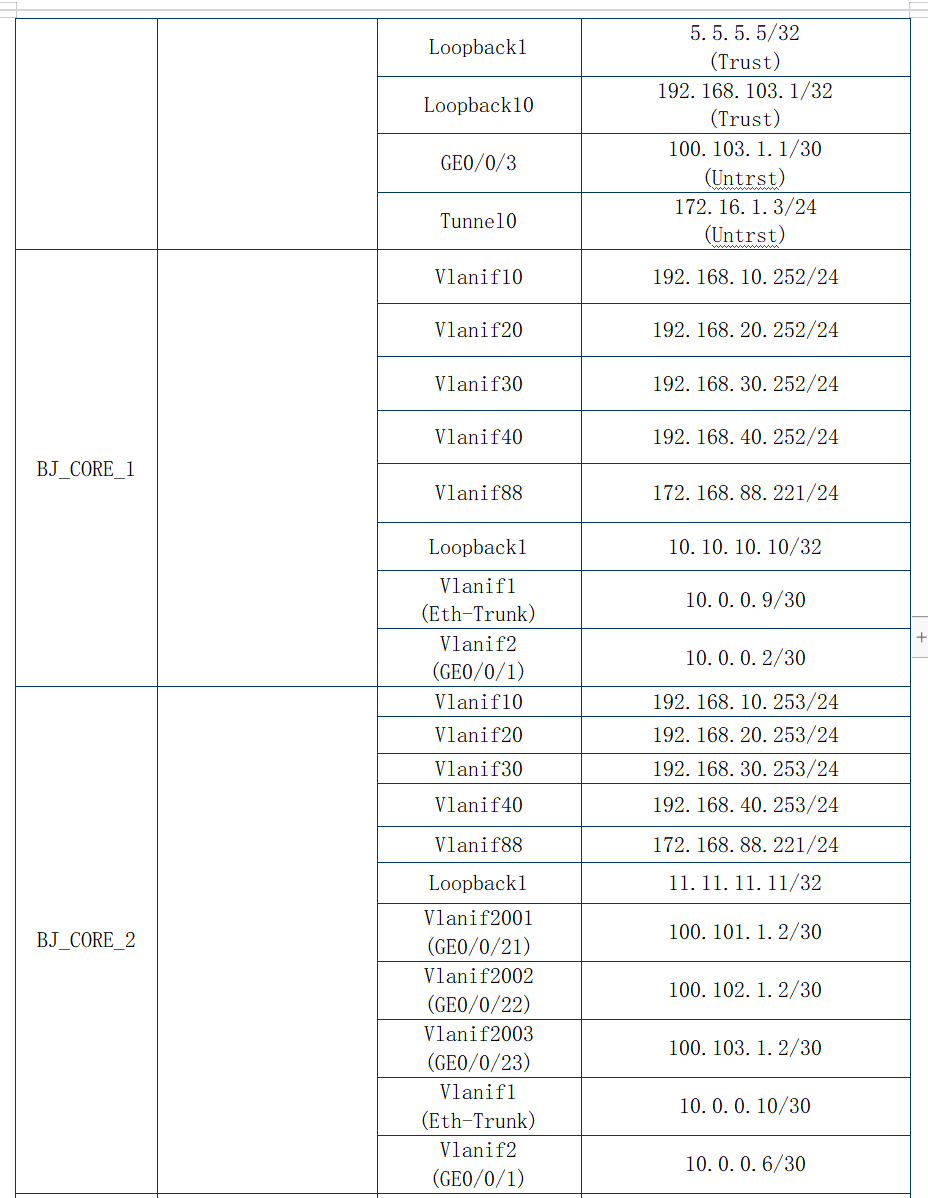 Loopback1
5.5.5.5/32
(Trust)
Loopback10
192.168.103.1/32
(Trust)
GE0/0/3
100.103.1.1/30
(Untrst)
Tunnel0
172.16.1.3/24
(Untrst)
BJ_CORE_1
Vlanif10
192.168.10.252/24
Vlanif20
192.168.20.252/24
Vlanif30
192.168.30.252/24
Vlanif40
192.168.40.252/24
Vlanif88
172.168.88.221/24
Loopback1
10.10.10.10/32
Vlanif1
(Eth-Trunk)
10.0.0.9/30
Vlanif2
(GE0/0/1)
10.0.0.2/30
BJ_CORE_2
Vlanif10
192.168.10.253/24
Vlanif20
192.168.20.253/24
Vlanif30
192.168.30.253/24
Vlanif40
192.168.40.253/24
Vlanif88
172.168.88.221/24
Loopback1
11.11.11.11/32
Vlanif2001
(GE0/0/21)
100.101.1.2/30
Vlanif2002
(GE0/0/22)
100.102.1.2/30
Vlanif2003
(GE0/0/23)
100.103.1.2/30
Vlanif1
(Eth-Trunk)
10.0.0.10/30
Vlanif2
(GE0/0/1)
10.0.0.6/30